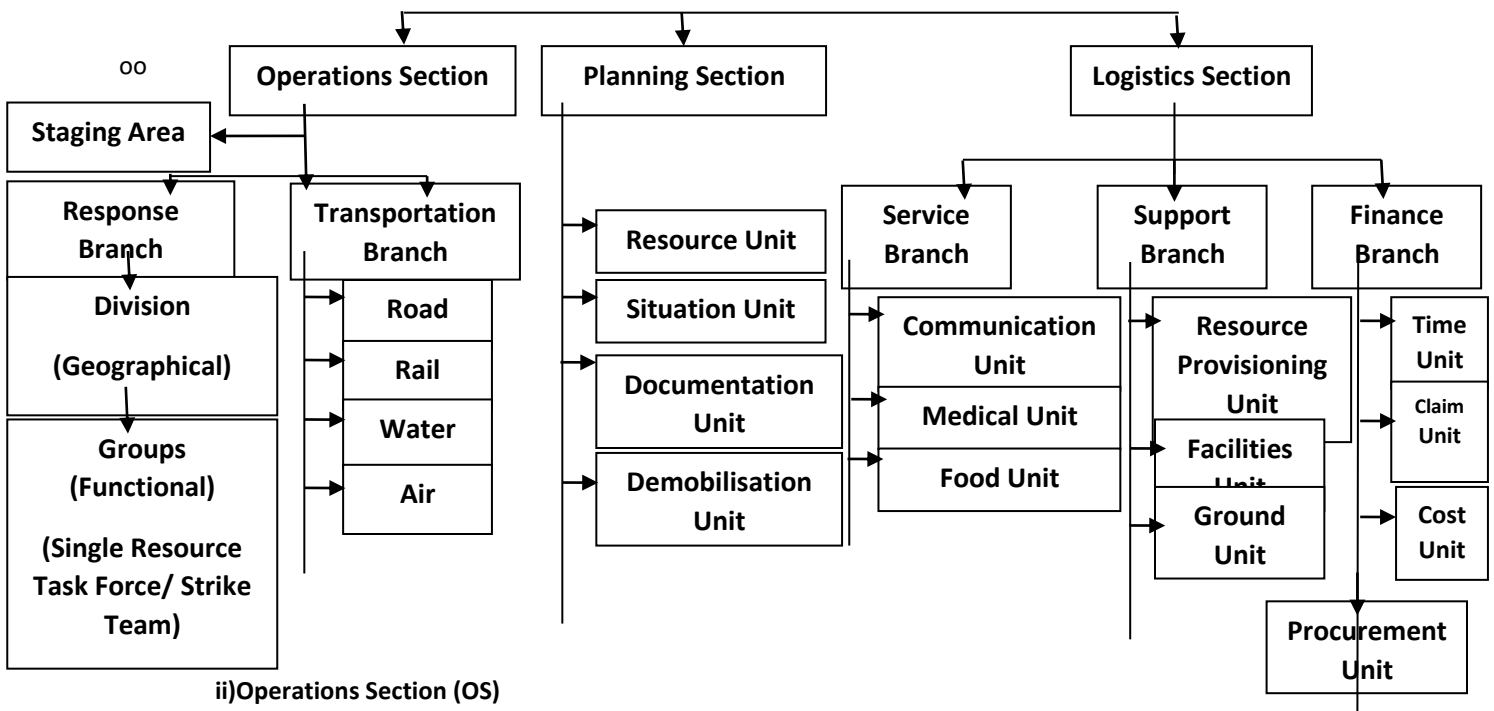 Operations Section
Planning Section
Logistics Section
oo
Staging Area
Response
Branch
Transportation
Branch
Division
(Geographical)
Groups
(Functional)
(Single Resource
Task Force/ Strike
Team)
Road
Rail
Water
Air
Resource Unit
Situation Unit
Documentation
Unit
Demobilisation
Unit
Service
Branch
Support
Branch
Finance
Branch
Communication
Unit
Medical Unit
Food Unit
Resource
Provisioning
Unit
Facilities
Unit
Ground
Unit
Time
Unit
Claim
Unit
Cost
Unit
Procurement
Unit
ii)Operations Section (OS)